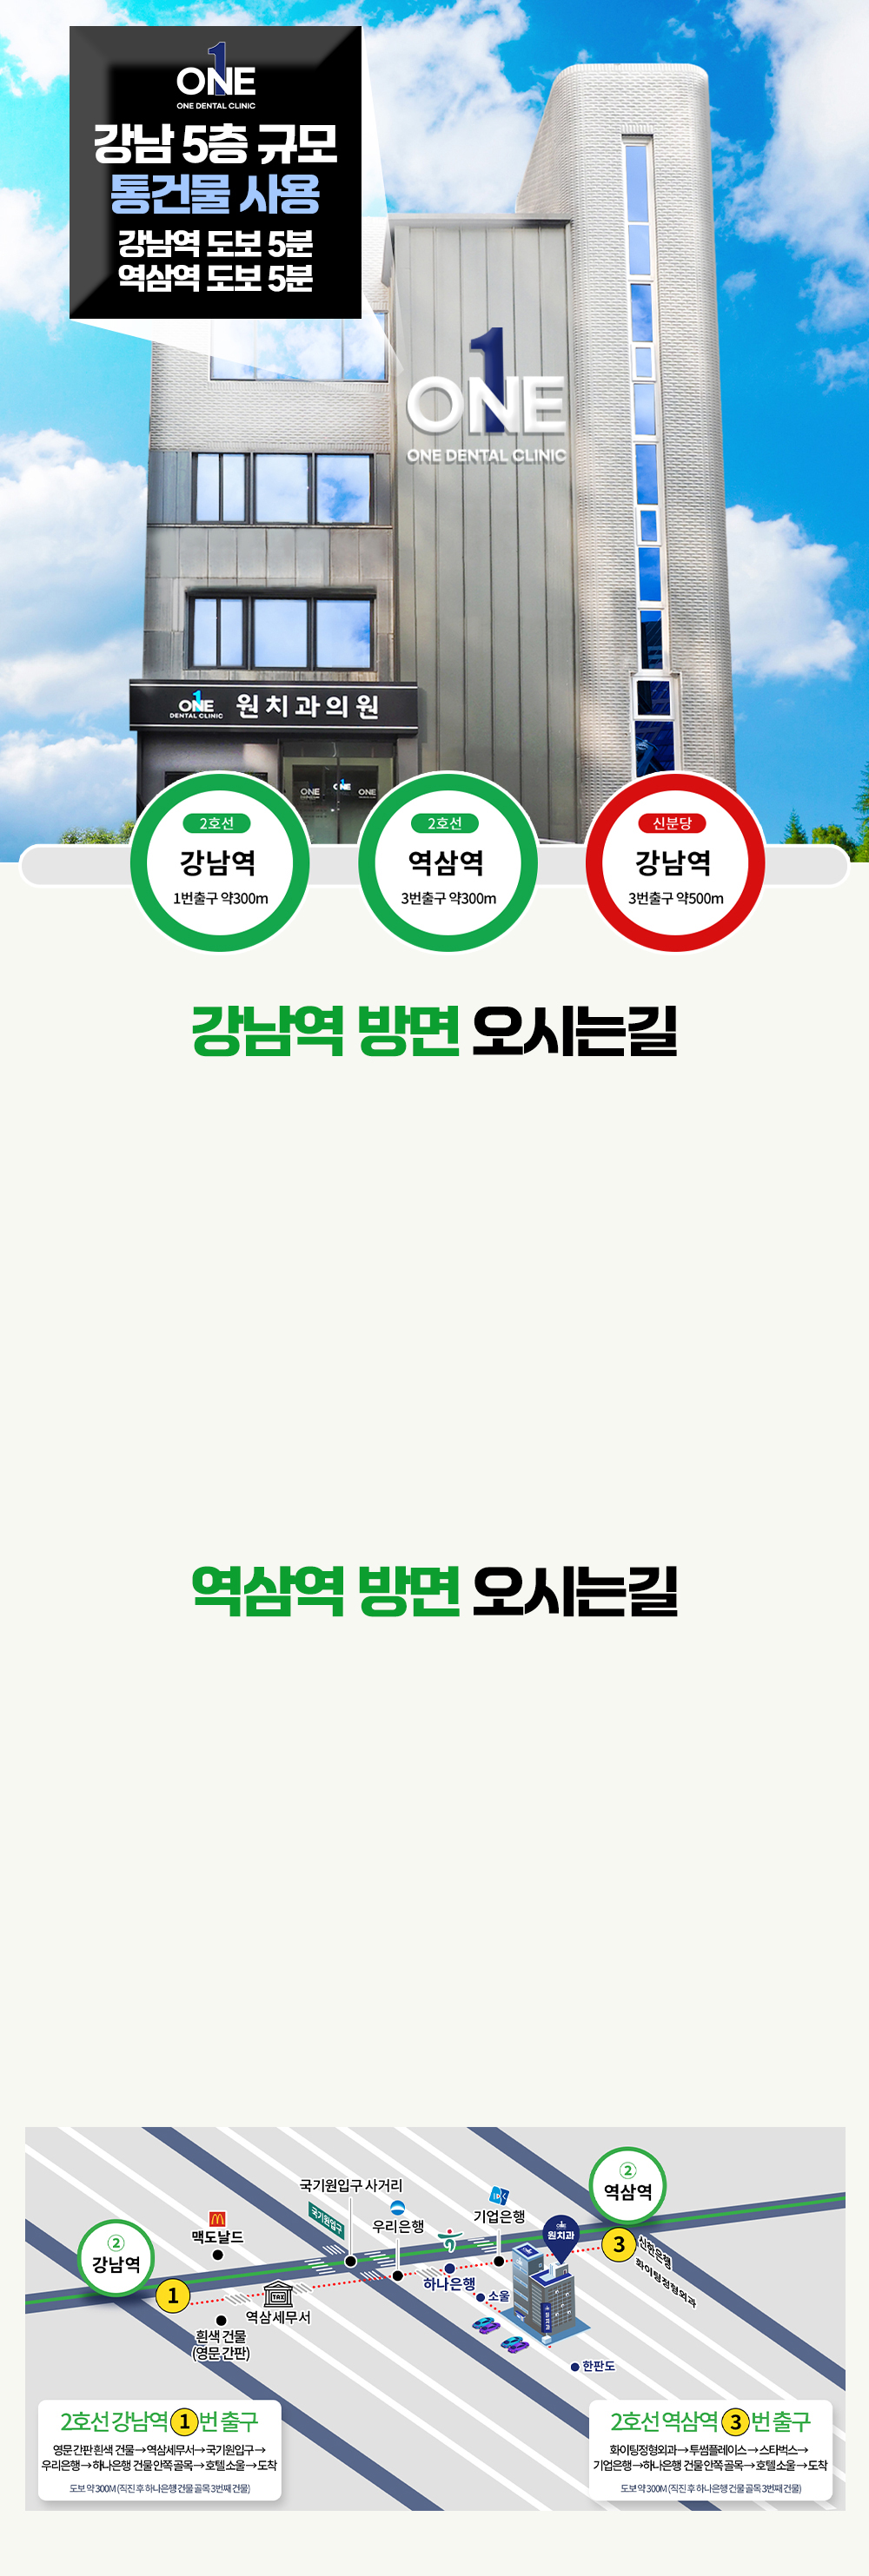 1
ONE
ONE DENTAL CLINIC
강남 5층 규모
통건물 사용
강남역 도보 5분
역삼역 도보 5분
1
ONE
ONE DENTAL CLINIC
1
ONE
DENTAL CLINIC
원치과의원
ONE
ONE
ONE
2호선
강남역
1번출구 약300m
2호선
역삼역
3번출구 약300m
신분당
강남역
3번출구 약500m
강남역 방면 오시는길
역삼역 방면 오시는길
② 강남역
1
맥도날드
흰색 건물
(영문 간판)
TAX
역삼세무서
국기원입구 사거리
국기원입구
우리은행
하나은행
기업은행
소울
ONE
원치과
한판도
② 역삼역
3
신한은행
화이팅정형외과
2호선 강남역 1번 출구
영문 간판 흰색 건물→역삼세무서→국기원입구→
우리은행→하나은행 건물 안쪽 골목→호텔 소울→도착
도보 약 300M (직진 후 하나은행 건물 골목 3번째 건물)
2호선 역삼역 3번 출구
화이팅정형외과→투썸플레이스→스타벅스→
기업은행→하나은행 건물 안쪽 골목→호텔 소울→도착
도보 약 300M (직진 후 하나은행 건물 골목 3번째 건물)